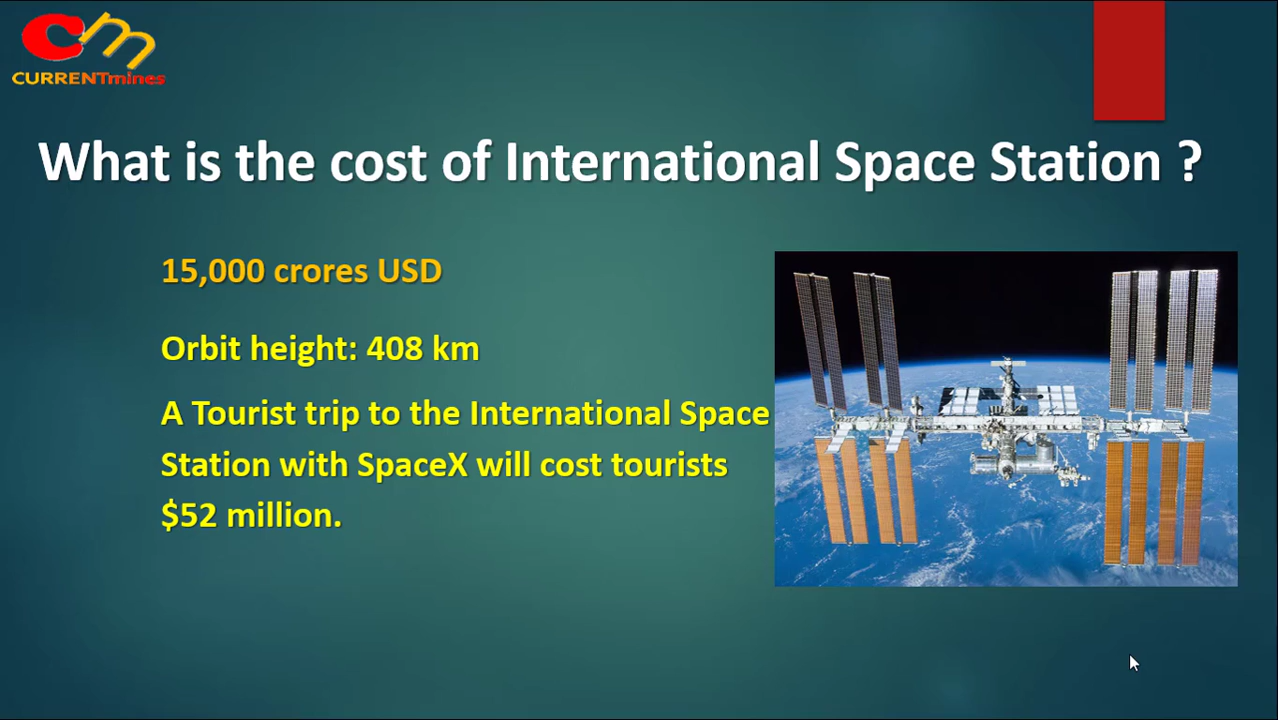 cm
CURRENTmines
What is the cost of International Space Station ?
15,000 crores USD
Orbit height: 408 km
A Tourist trip to the International Space
Station with SpaceX will cost tourists
$52 million.